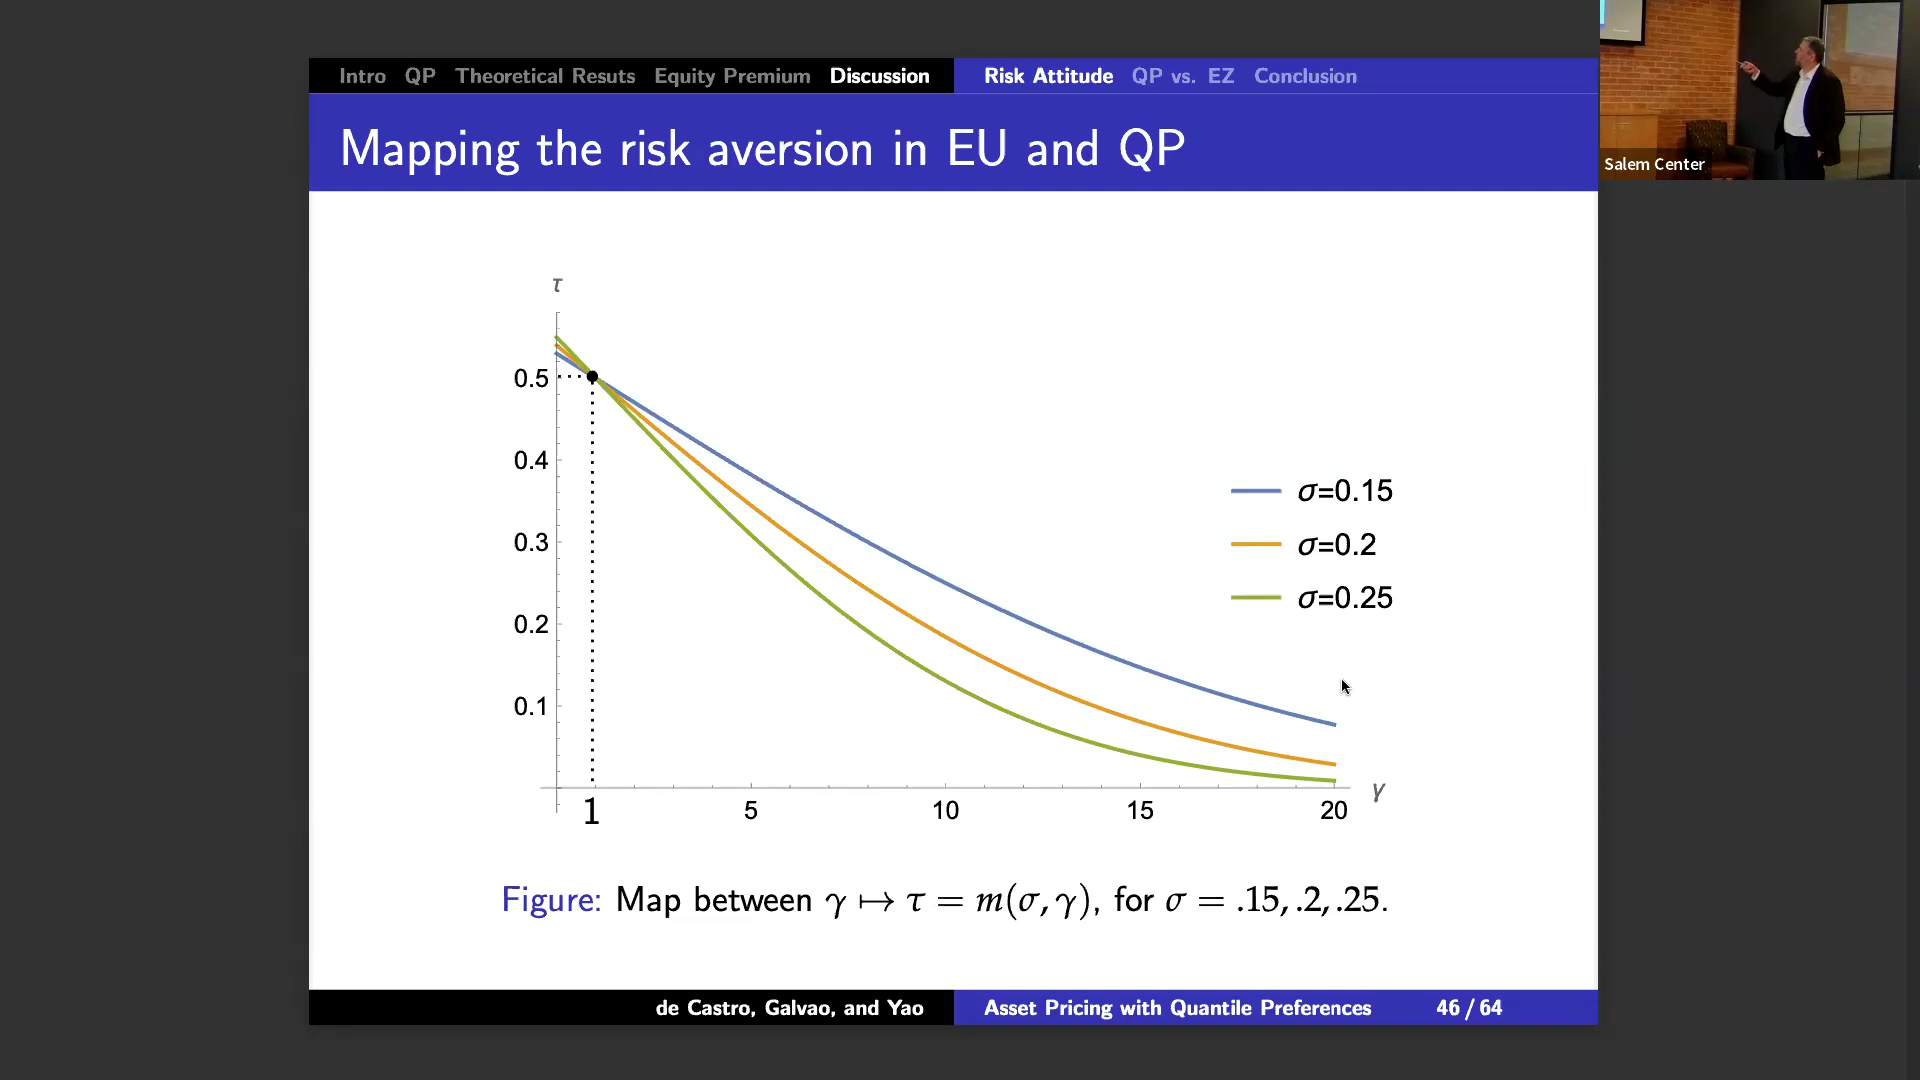 Intro QP Theoretical Resuts Equity Premium Discussion Risk Attitude QP vs. EZ Conclusion
Mapping the risk aversion in EU and QP
Salem Center
τ
0.5
0.4
0.3
0.2
0.1
σ=0.15
σ=0.2
σ=0.25
1 5 10 15 20 γ
Figure: Map between γ ↦ τ = m(σ, γ), for σ = .15, .2, .25.
de Castro, Galvao, and Yao Asset Pricing with Quantile Preferences 46 / 64